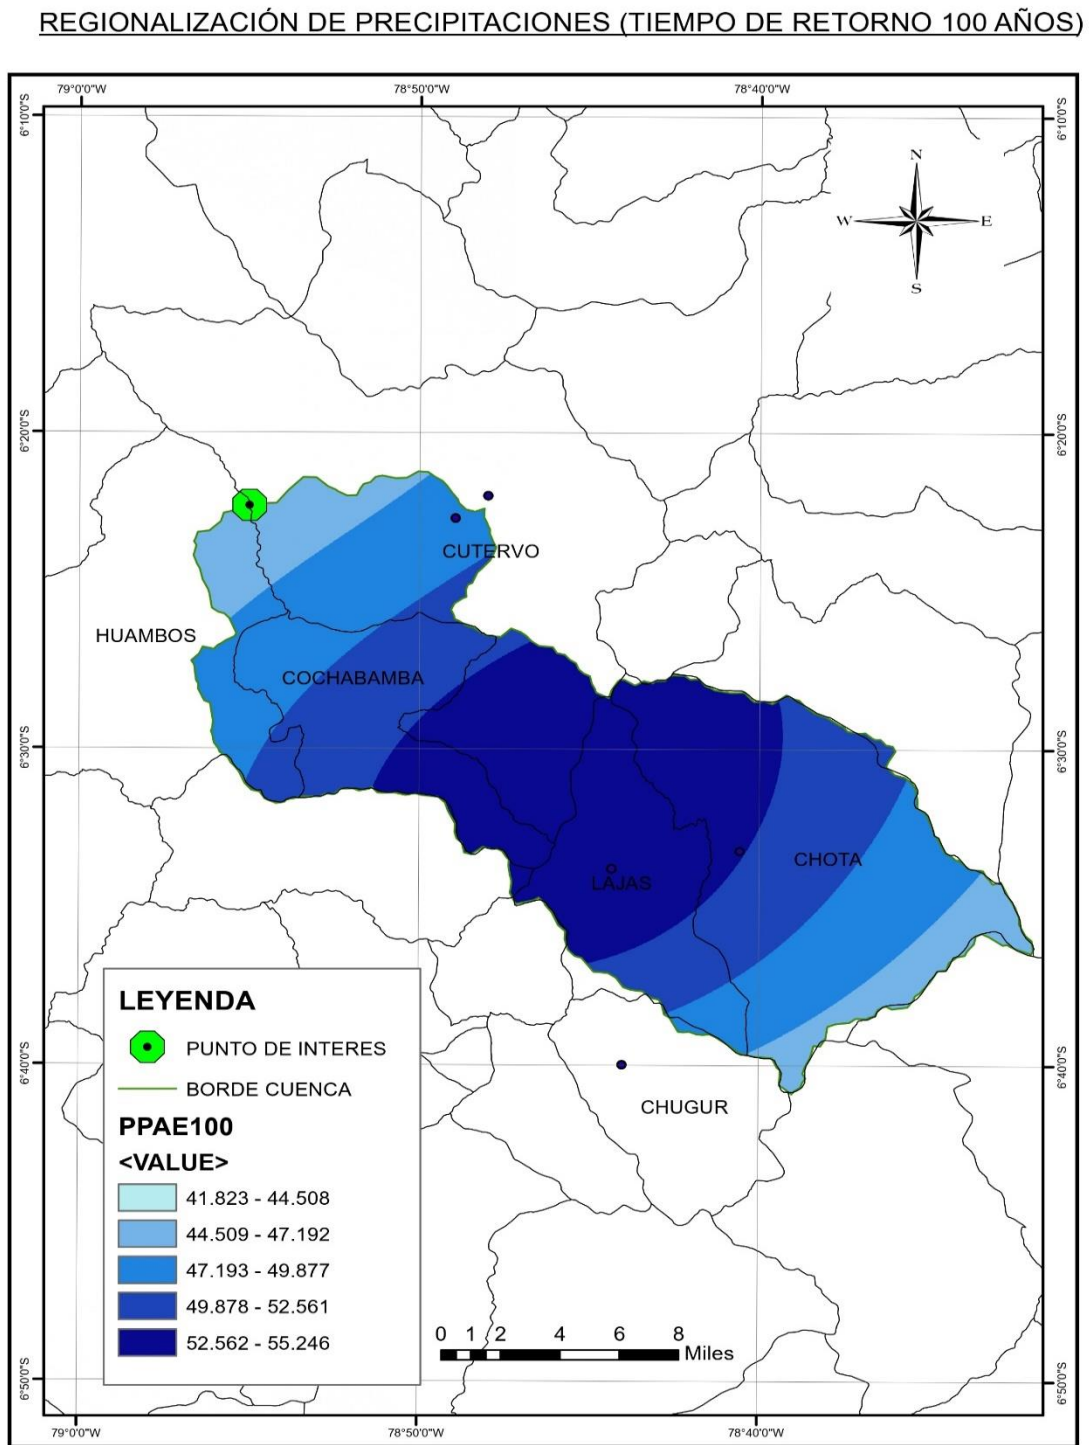 REGIONALIZACIÓN DE PRECIPITACIONES (TIEMPO DE RETORNO 100 AÑOS)
79°0'0"W 78°50'0"W 78°40'0"W
6°10'0"S 6°10'0"S
N
W E
S
6°20'0"S 6°20'0"S
CUTERVO
HUAMBOS
COCHABAMBA
6°30'0"S 6°30'0"S
CHOTA
LAJAS
LEYENDA
PUNTO DE INTERES
BORDE CUENCA
PPAE100
<VALUE>
41.823 - 44.508
44.509 - 47.192
47.193 - 49.877
49.878 - 52.561
52.562 - 55.246
6°40'0"S 6°40'0"S
CHUGUR
0 1 2 4 6 8
Miles
6°50'0"S 6°50'0"S
79°0'0"W 78°50'0"W 78°40'0"W